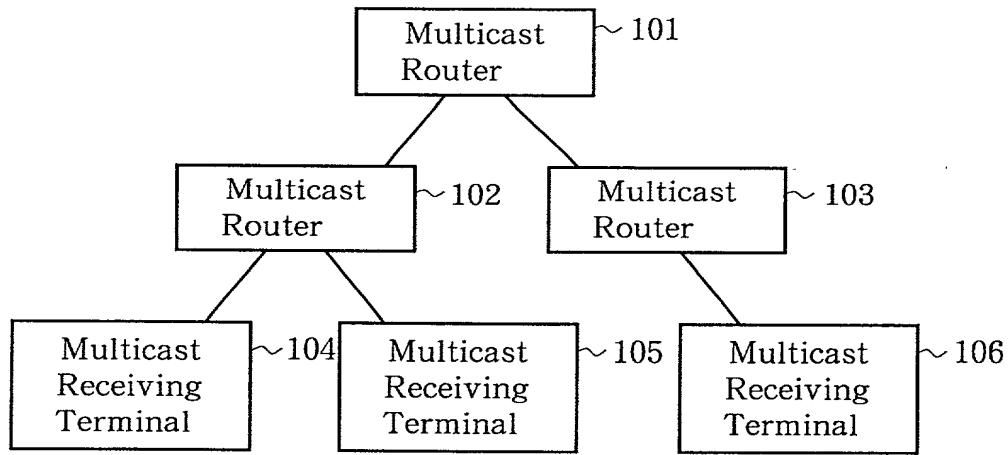 Multicast
Router
101
Multicast
Router
102
Multicast
Router
103
Multicast
Receiving
Terminal
104
Multicast
Receiving
Terminal
105
Multicast
Receiving
Terminal
106